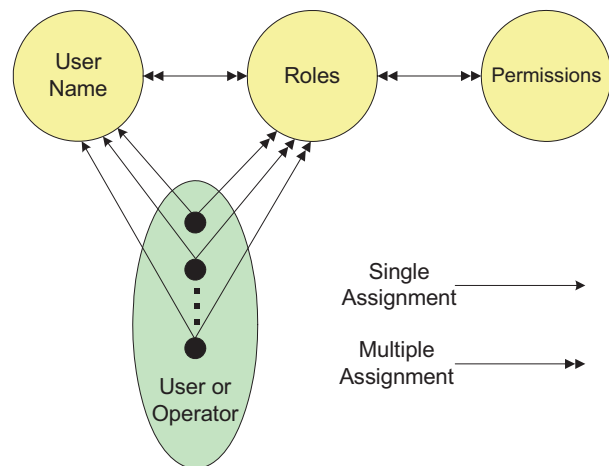 User
Name
Roles
Permissions
Single
Assignment
Multiple
Assignment
User or
Operator